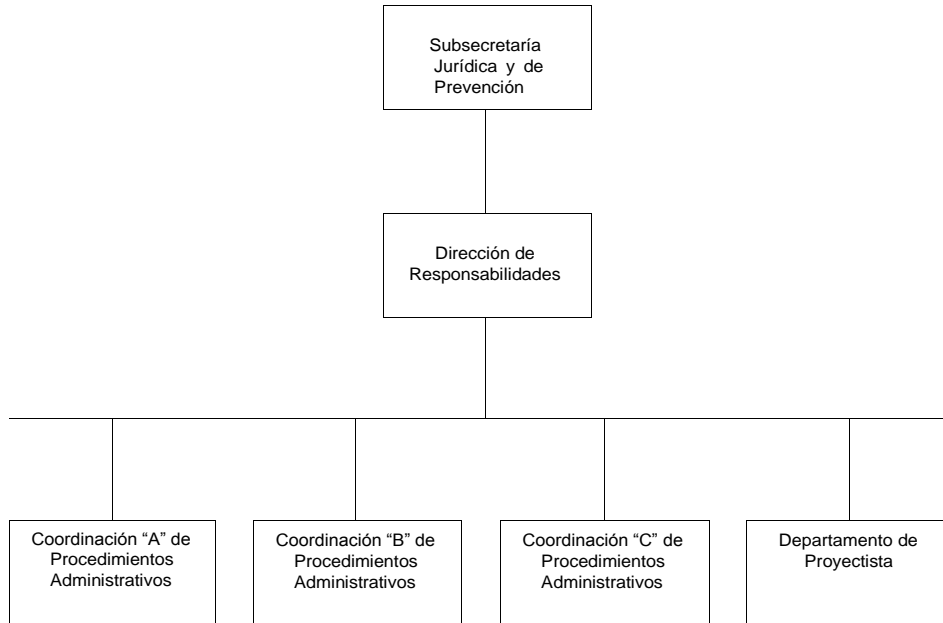 Subsecretaría
Jurídica y de
Prevención
Dirección de
Responsabilidades
Coordinación “A” de
Procedimientos
Administrativos
Coordinación “B” de
Procedimientos
Administrativos
Coordinación “C” de
Procedimientos
Administrativos
Departamento de
Proyectista